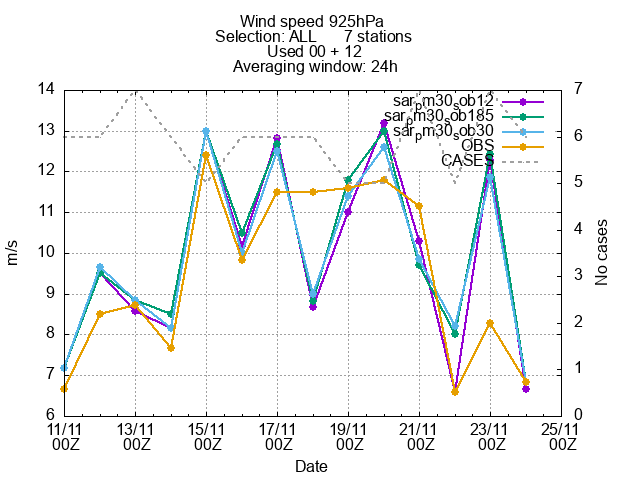 Wind speed 925hPa
Selection: ALL 7 stations
Used 00 + 12
Averaging window: 24h
14
13
12
11
10
9
8
7
6
m/s
7
6
5
4
3
2
1
0
No cases
sar_pm30_sob12
sar_pm30_sob185
sar_pm30_sob30
OBS
CASES
11/11 13/11 15/11 17/11 19/11 21/11 23/11 25/11
00Z 00Z 00Z 00Z 00Z 00Z 00Z 00Z
Date